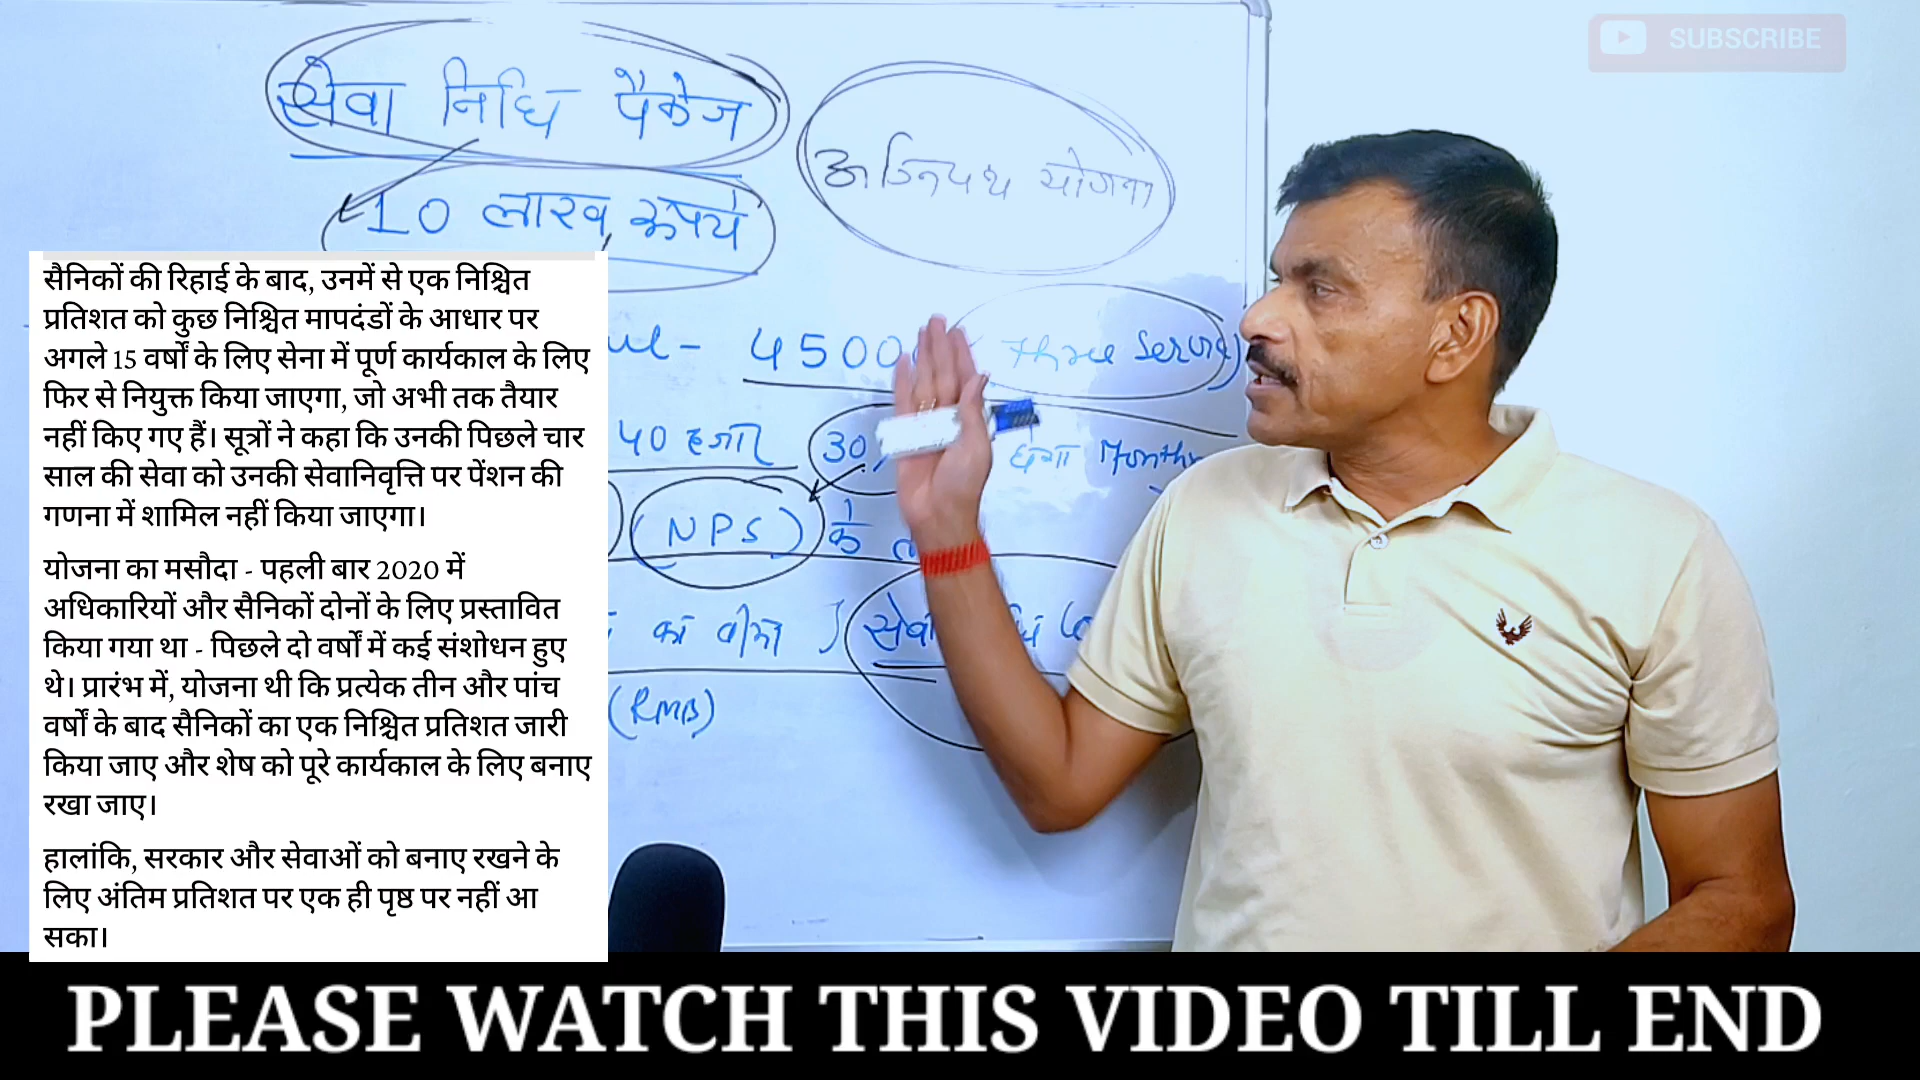 SUBSCRIBE
सेवा निधि पैकेज
अग्निपथ योजना
10 लाख रूपये
सैनिकों की रिहाई के बाद, उनमें से एक निश्चित
प्रतिशत को कुछ निश्चित मापदंडों के आधार पर
अगले 15 वर्षों के लिए सेना में पूर्ण कार्यकाल के लिए
फिर से नियुक्त किया जाएगा, जो अभी तक तैयार
नहीं किए गए हैं। सूत्रों ने कहा कि उनकी पिछले चार
साल की सेवा को उनकी सेवानिवृत्ति पर पेंशन की
गणना में शामिल नहीं किया जाएगा।
योजना का मसौदा - पहली बार 2020 में
अधिकारियों और सैनिकों दोनों के लिए प्रस्तावित
किया गया था - पिछले दो वर्षों में कई संशोधन हुए
थे। प्रारंभ में, योजना थी कि प्रत्येक तीन और पांच
वर्षों के बाद सैनिकों का एक निश्चित प्रतिशत जारी
किया जाए और शेष को पूरे कार्यकाल के लिए बनाए
रखा जाए।
हालांकि, सरकार और सेवाओं को बनाए रखने के
लिए अंतिम प्रतिशत पर एक ही पृष्ठ पर नहीं आ
सका।
4500 Three
40 हजार 30,
(NPS)
का बीमा
(RMB)
PLEASE WATCH THIS VIDEO TILL END